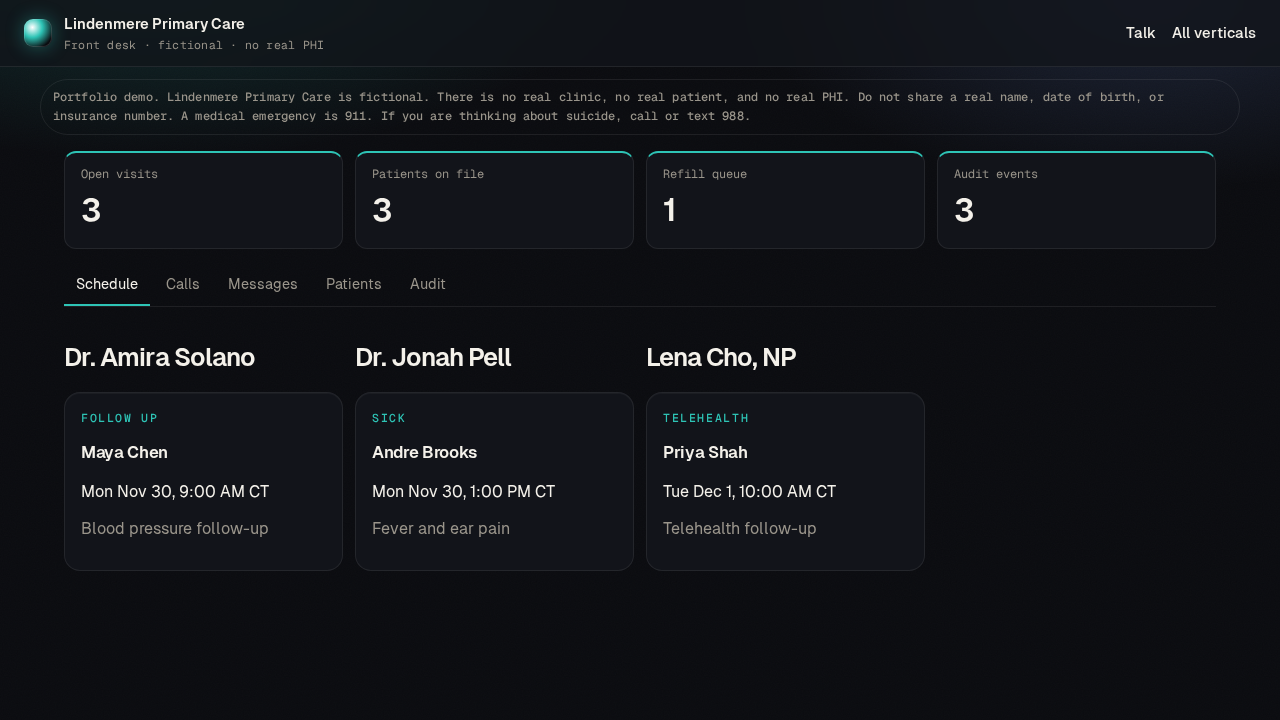 Lindenmere Primary Care
Front desk · fictional · no real PHI
Talk
All verticals
Portfolio demo. Lindenmere Primary Care is fictional. There is no real clinic, no real patient, and no real PHI. Do not share a real name, date of birth, or
insurance number. A medical emergency is 911. If you are thinking about suicide, call or text 988.
Open visits
3
Patients on file
3
Refill queue
1
Audit events
3
Schedule
Calls
Messages
Patients
Audit
Dr. Amira Solano
FOLLOW UP
Maya Chen
Mon Nov 30, 9:00 AM CT
Blood pressure follow-up
Dr. Jonah Pell
SICK
Andre Brooks
Mon Nov 30, 1:00 PM CT
Fever and ear pain
Lena Cho, NP
TELEHEALTH
Priya Shah
Tue Dec 1, 10:00 AM CT
Telehealth follow-up